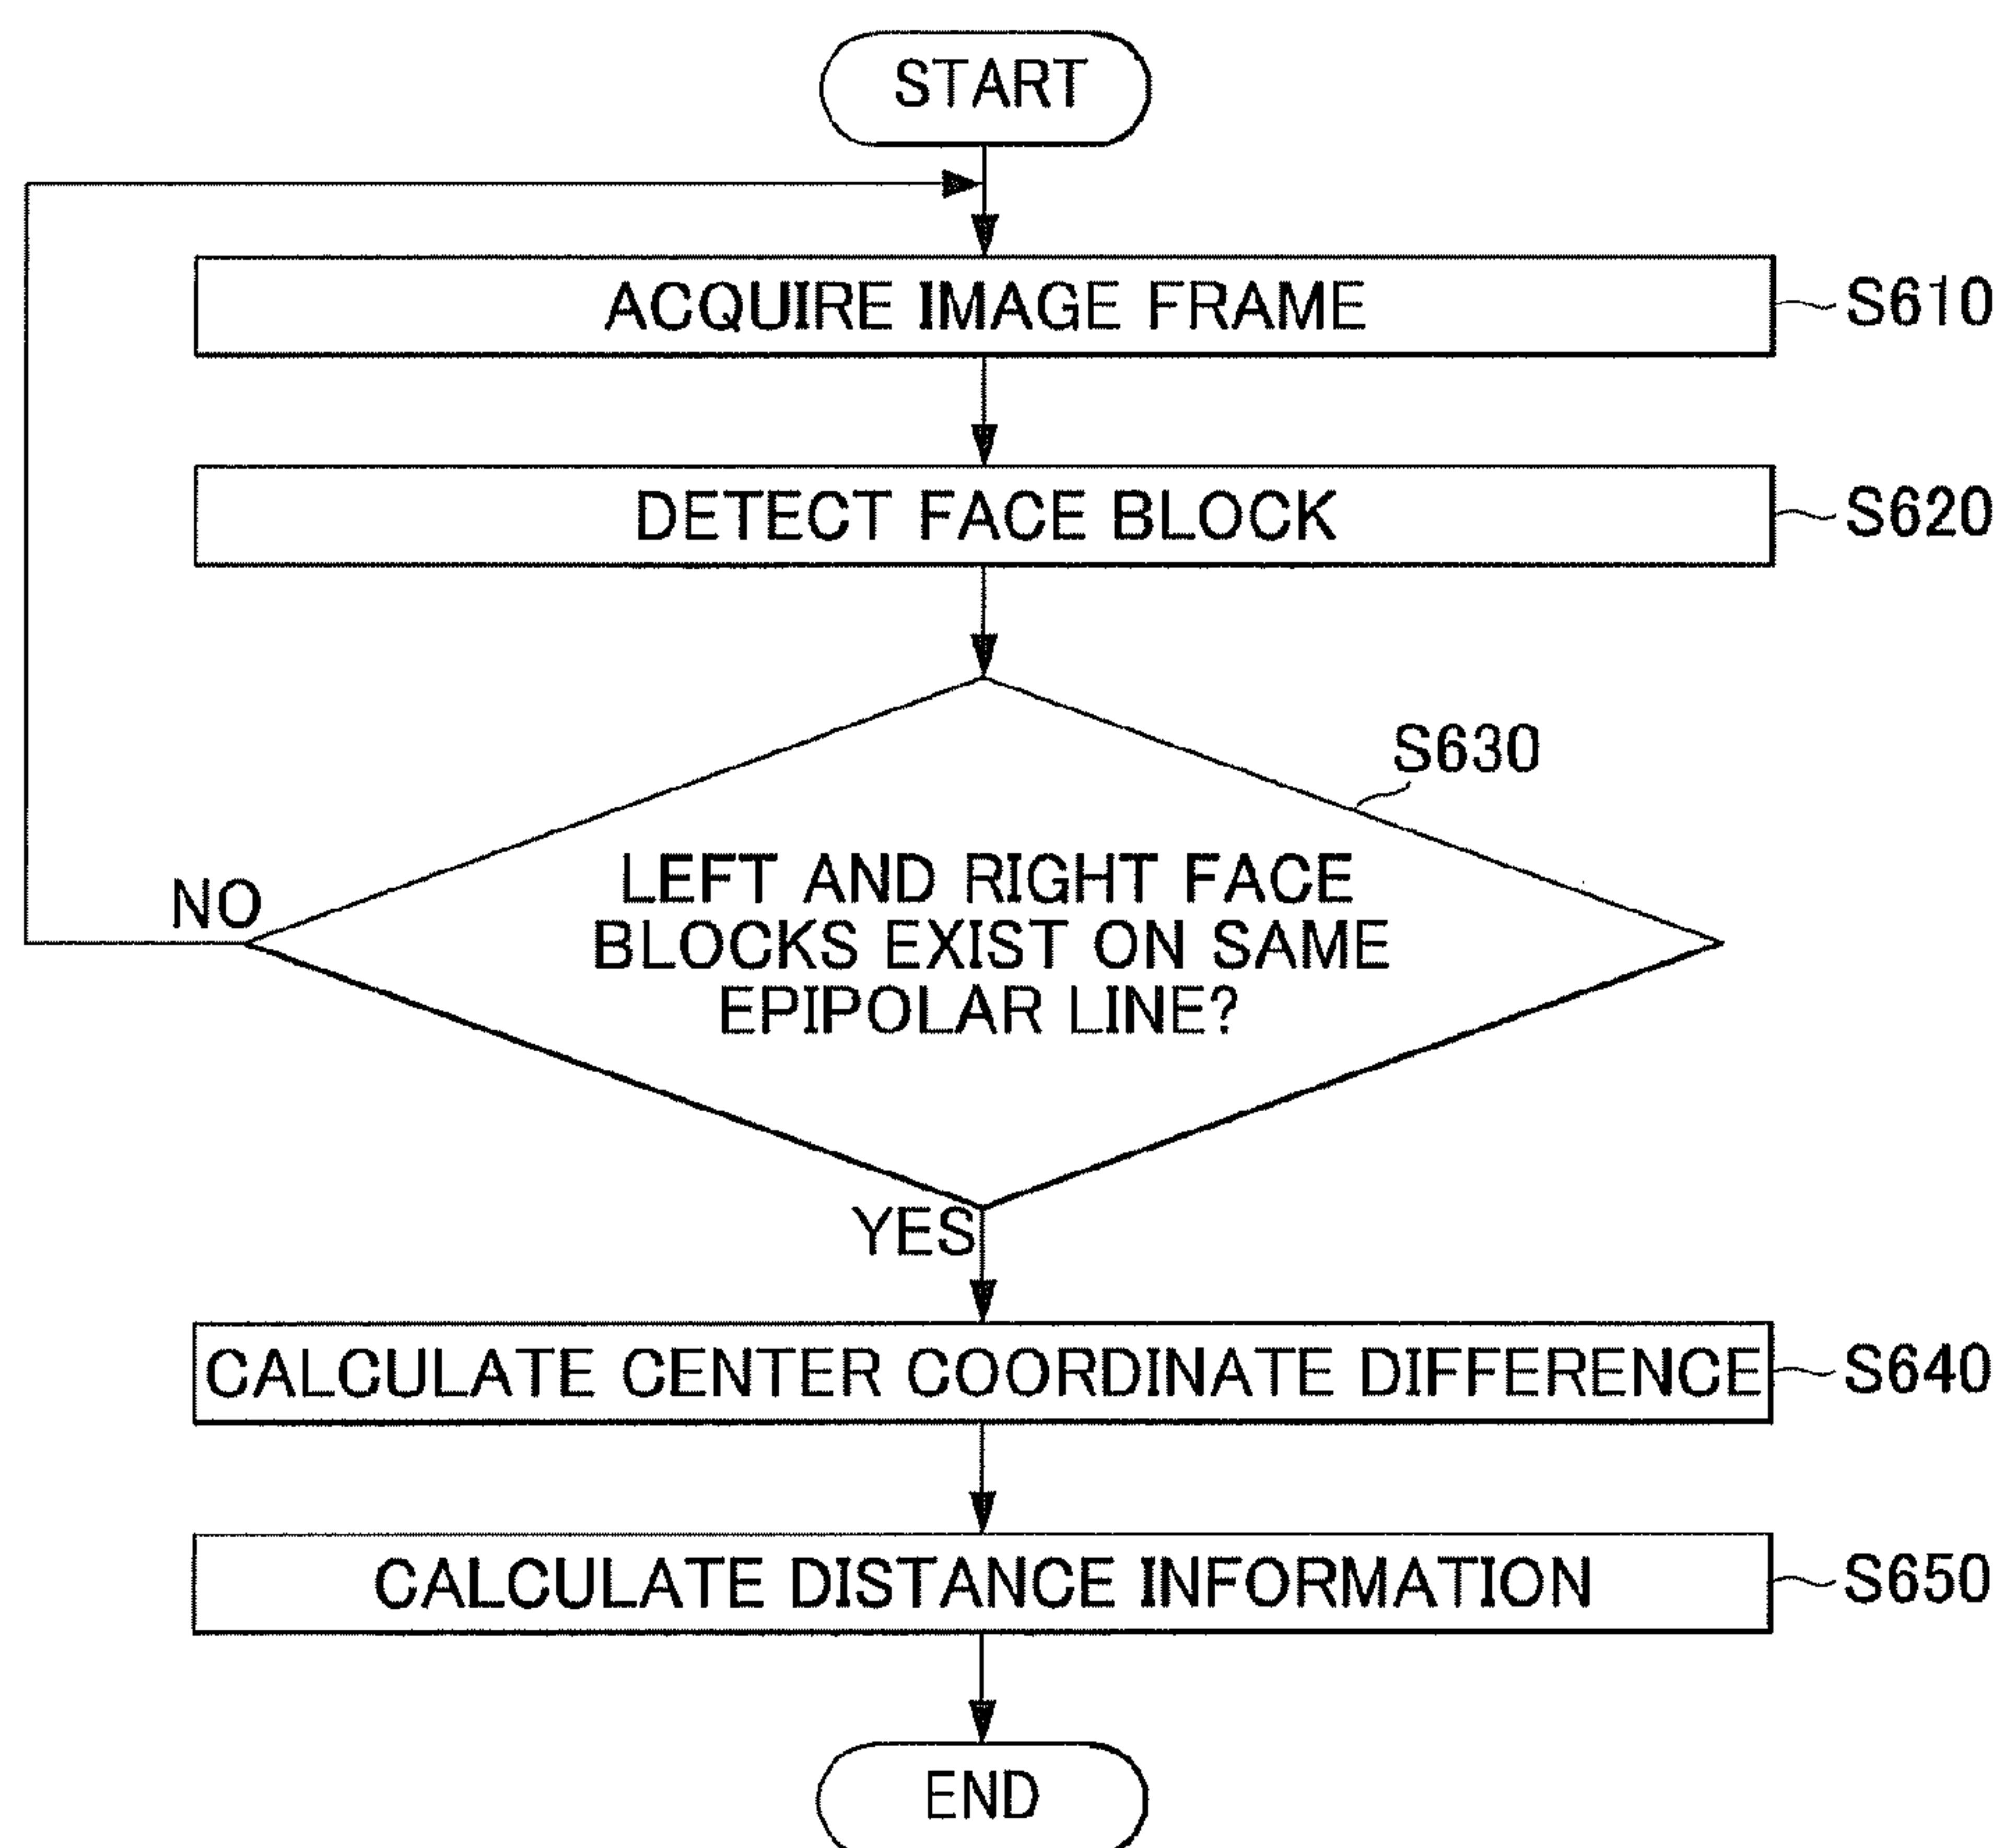 START
ACQUIRE IMAGE FRAME
S610
DETECT FACE BLOCK
S620
S630
LEFT AND RIGHT FACE
BLOCKS EXIST ON SAME
EPIPOLAR LINE?
NO
YES
CALCULATE CENTER COORDINATE DIFFERENCE
S640
CALCULATE DISTANCE INFORMATION
S650
END